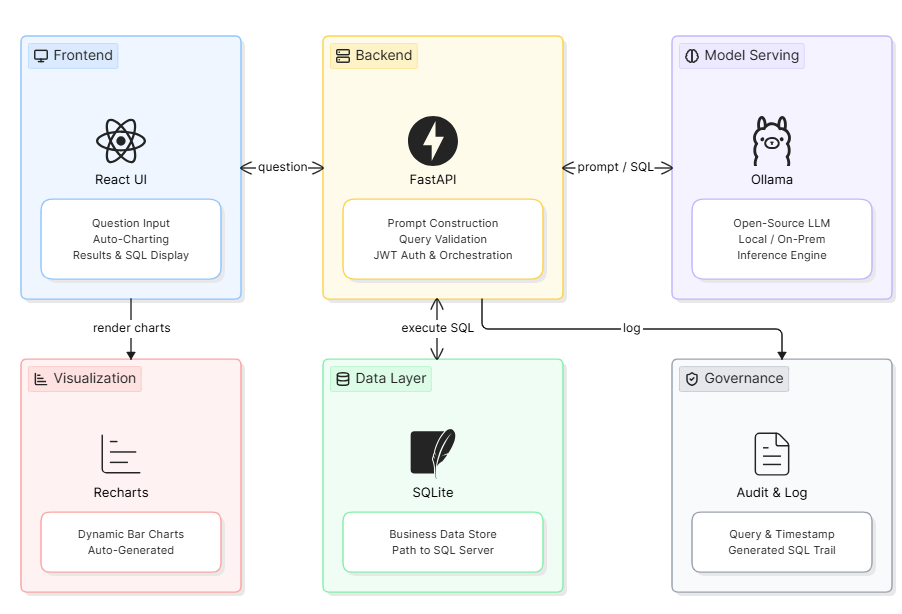 Frontend
React UI
Question Input
Auto-Charting
Results & SQL Display
question
Backend
FastAPI
Prompt Construction
Query Validation
JWT Auth & Orchestration
prompt / SQL
Model Serving
Ollama
Open-Source LLM
Local / On-Prem
Inference Engine
render charts
execute SQL
log
Visualization
Recharts
Dynamic Bar Charts
Auto-Generated
Data Layer
SQLite
Business Data Store
Path to SQL Server
Governance
Audit & Log
Query & Timestamp
Generated SQL Trail